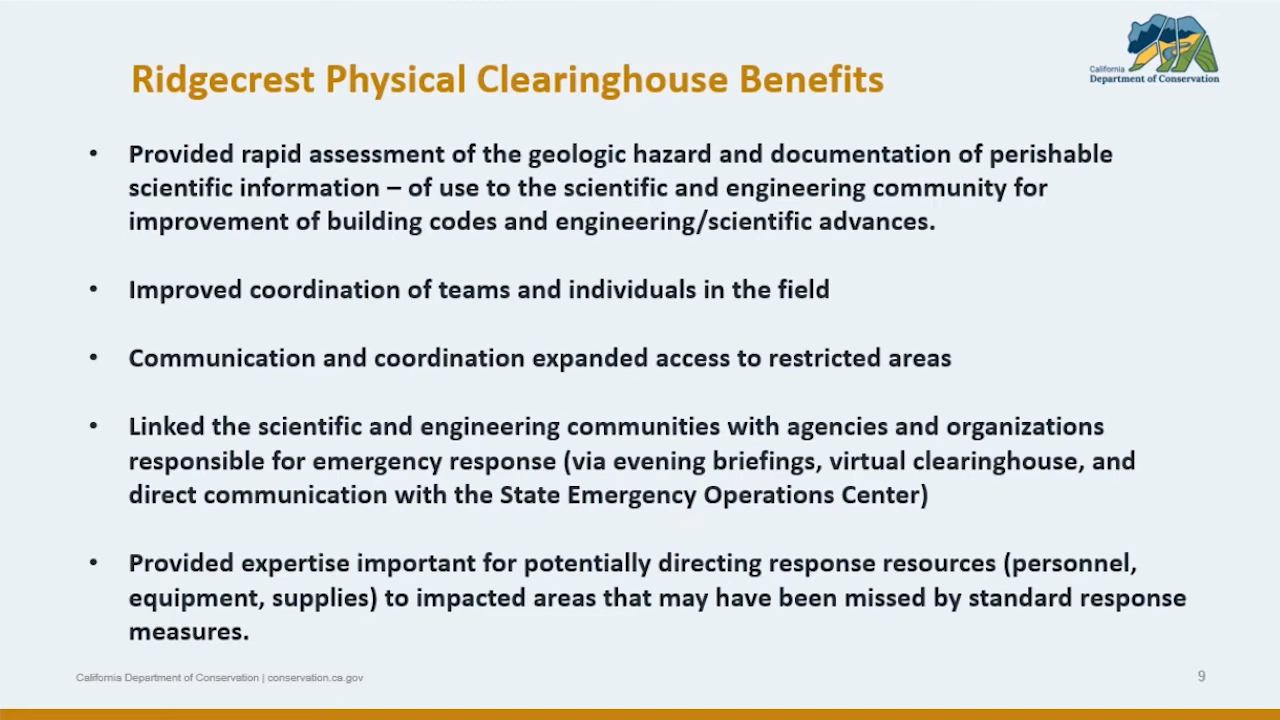 California
Department of Conservation
Ridgecrest Physical Clearinghouse Benefits
• Provided rapid assessment of the geologic hazard and documentation of perishable
scientific information – of use to the scientific and engineering community for
improvement of building codes and engineering/scientific advances.
• Improved coordination of teams and individuals in the field
• Communication and coordination expanded access to restricted areas
• Linked the scientific and engineering communities with agencies and organizations
responsible for emergency response (via evening briefings, virtual clearinghouse, and
direct communication with the State Emergency Operations Center)
• Provided expertise important for potentially directing response resources (personnel,
equipment, supplies) to impacted areas that may have been missed by standard response
measures.
California Department of Conservation | conservation.ca.gov
9